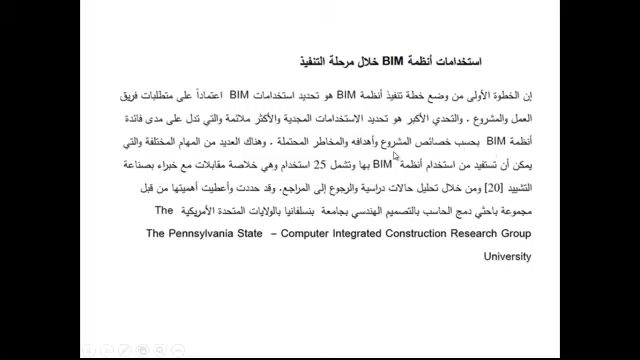 استخدامات أنظمة BIM خلال مرحلة التنفيذ
إن الخطوة الأولى من وضع خطة تنفيذ أنظمة BIM هو تحديد استخدامات BIM اعتماداً على متطلبات فريق
العمل والمشروع . والتحدي الأكبر هو تحديد الاستخدامات المجدية والأكثر ملائمة والتي تدل على مدى فائدة
أنظمة BIM بحسب خصائص المشروع وأهدافه والمخاطر المحتملة . وهناك العديد من المهام المختلفة والتي
يمكن أن تستفيد من استخدام أنظمة BIM بها وتشمل 25 استخدام وهي خلاصة مقابلات مع خبراء بصناعة
التشييد [20] ومن خلال تحليل حالات دراسية والرجوع إلى المراجع. وقد حددت وأعطيت أهميتها من قبل
مجموعة باحثي دمج الحاسب بالتصميم الهندسي بجامعة بنسلفانيا بالولايات المتحدة الأمريكية The
The Pennsylvania State – Computer Integrated Construction Research Group
University